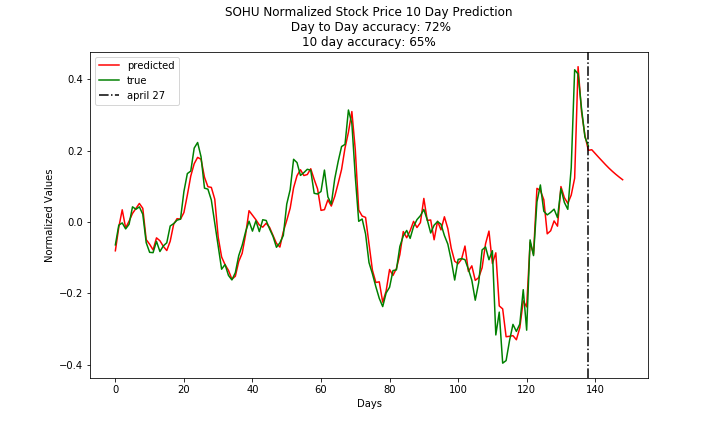 SOHU Normalized Stock Price 10 Day Prediction
Day to Day accuracy: 72%
10 day accuracy: 65%
predicted
true
april 27
Normalized Values
0.4
0.2
0.0
−0.2
−0.4
0 20 40 60 80 100 120 140
Days